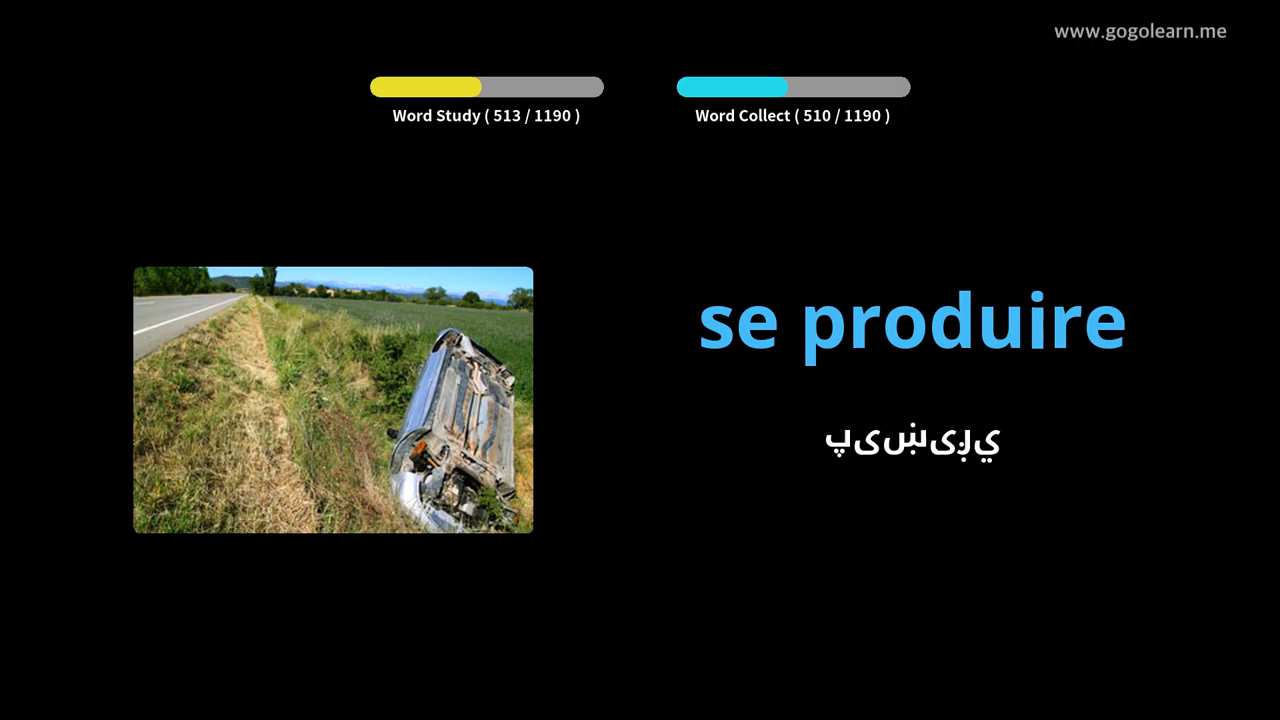 www.gogolearn.me
Word Study ( 513 / 1190 )
Word Collect ( 510 / 1190 )
se produire
پیښیږي